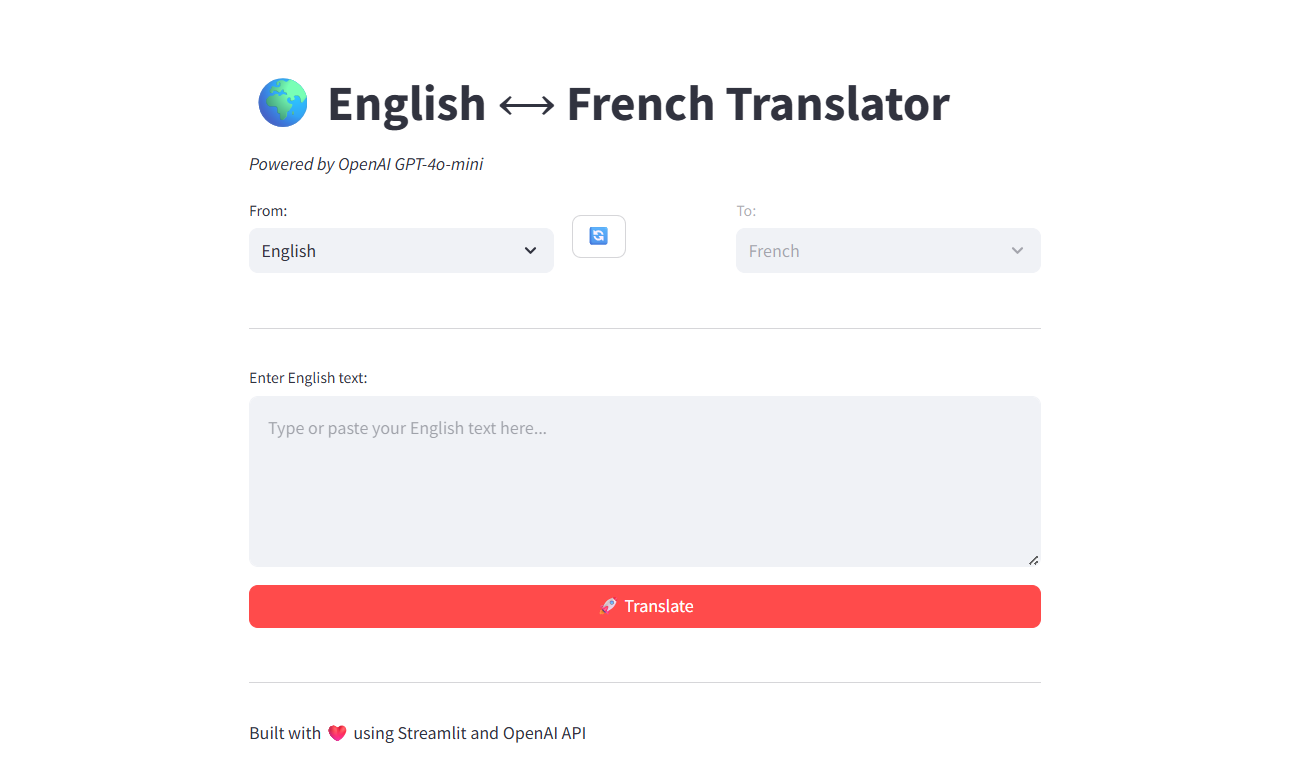 🌍 English ⟷ French Translator
Powered by OpenAI GPT-4o-mini
From:
To:
English
🔄
French
Enter English text:
Type or paste your English text here...
🚀 Translate
Built with ❤️ using Streamlit and OpenAI API